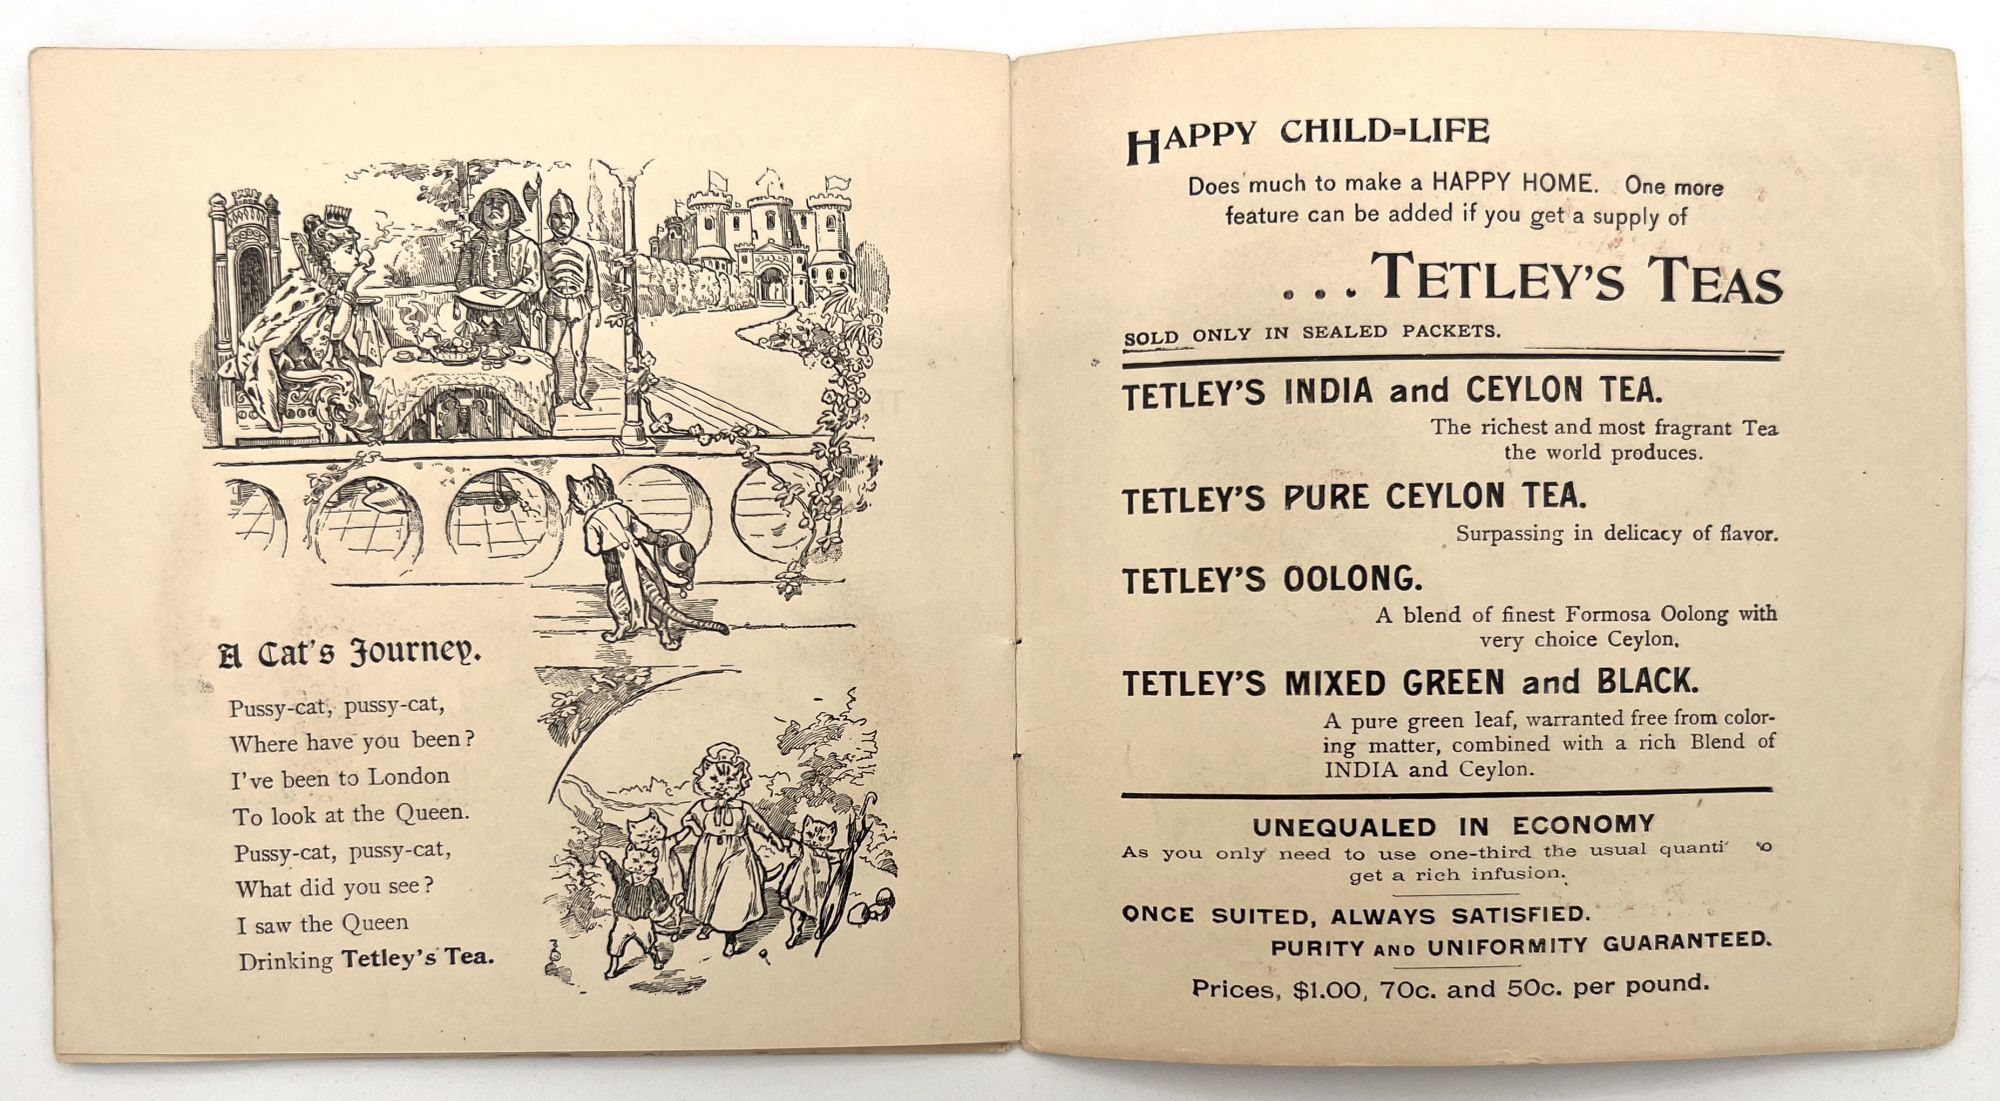 A Cat's Journey.
Pussy-cat, pussy-cat,
Where have you been?
I've been to London
To look at the Queen.
Pussy-cat, pussy-cat,
What did you see?
I saw the Queen
Drinking Tetley's Tea.
HAPPY CHILD=LIFE
Does much to make a HAPPY HOME. One more
feature can be added if you get a supply of
...TETLEY'S TEAS
SOLD ONLY IN SEALED PACKETS.
TETLEY'S INDIA and CEYLON TEA.
The richest and most fragrant Tea
the world produces.
TETLEY'S PURE CEYLON TEA.
Surpassing in delicacy of flavor.
TETLEY'S OOLONG.
A blend of finest Formosa Oolong with
very choice Ceylon.
TETLEY'S MIXED GREEN and BLACK.
A pure green leaf, warranted free from color-
ing matter, combined with a rich Blend of
INDIA and Ceylon.
UNEQUALED IN ECONOMY
As you only need to use one-third the usual
get a rich infusion.
ONCE SUITED, ALWAYS SATISFIED.
PURITY AND UNIFORMITY GUARANTEED.
Prices, $1.00, 70c. and 50c. per pound.